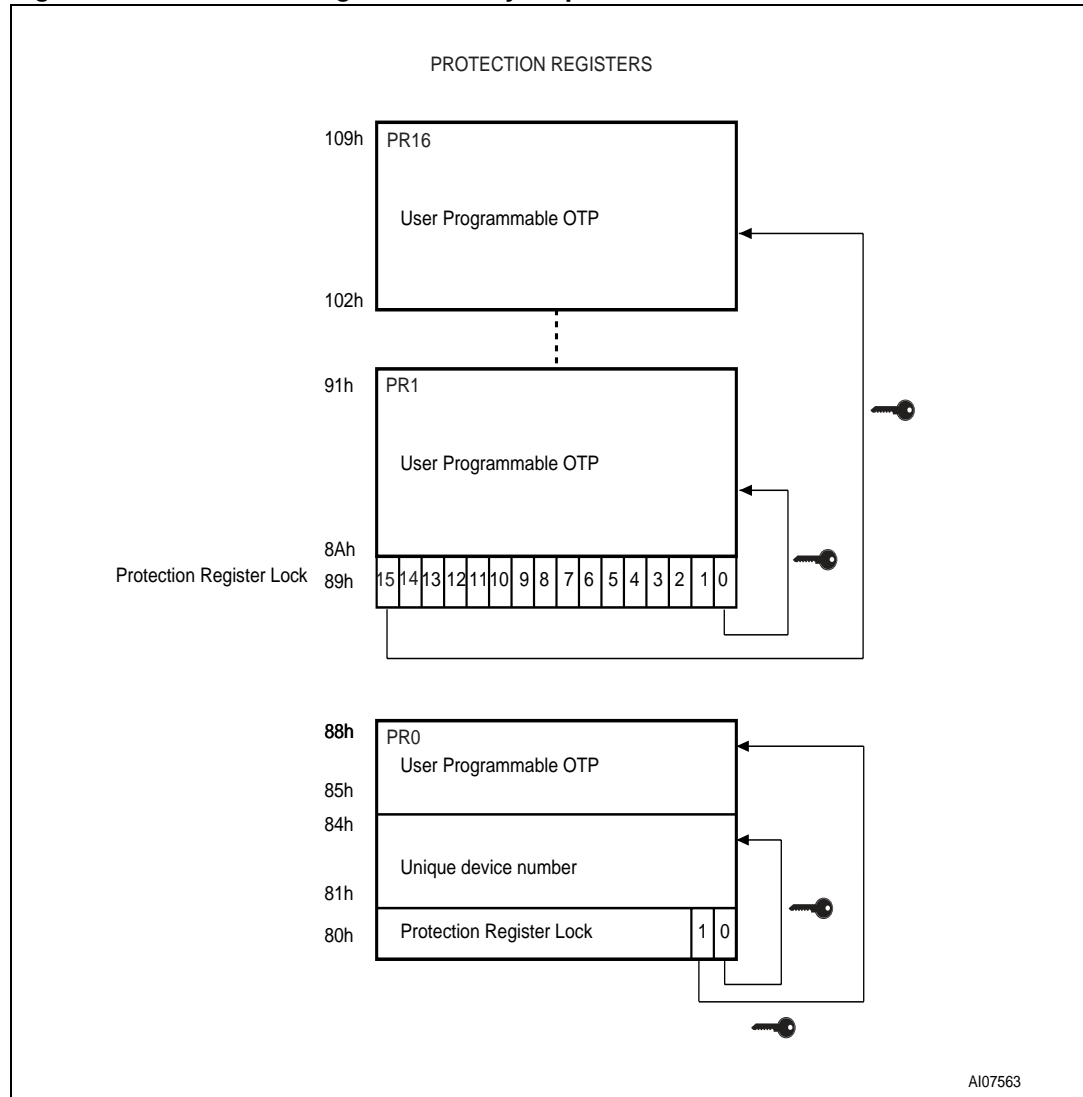 PROTECTION REGISTERS
109h
PR16
User Programmable OTP
102h
91h
PR1
User Programmable OTP
8Ah
Protection Register Lock
89h
15 14 13 12 11 10 9 8 7 6 5 4 3 2 1 0
88h
PR0
User Programmable OTP
85h
84h
Unique device number
81h
80h
Protection Register Lock
1 0
AI07563